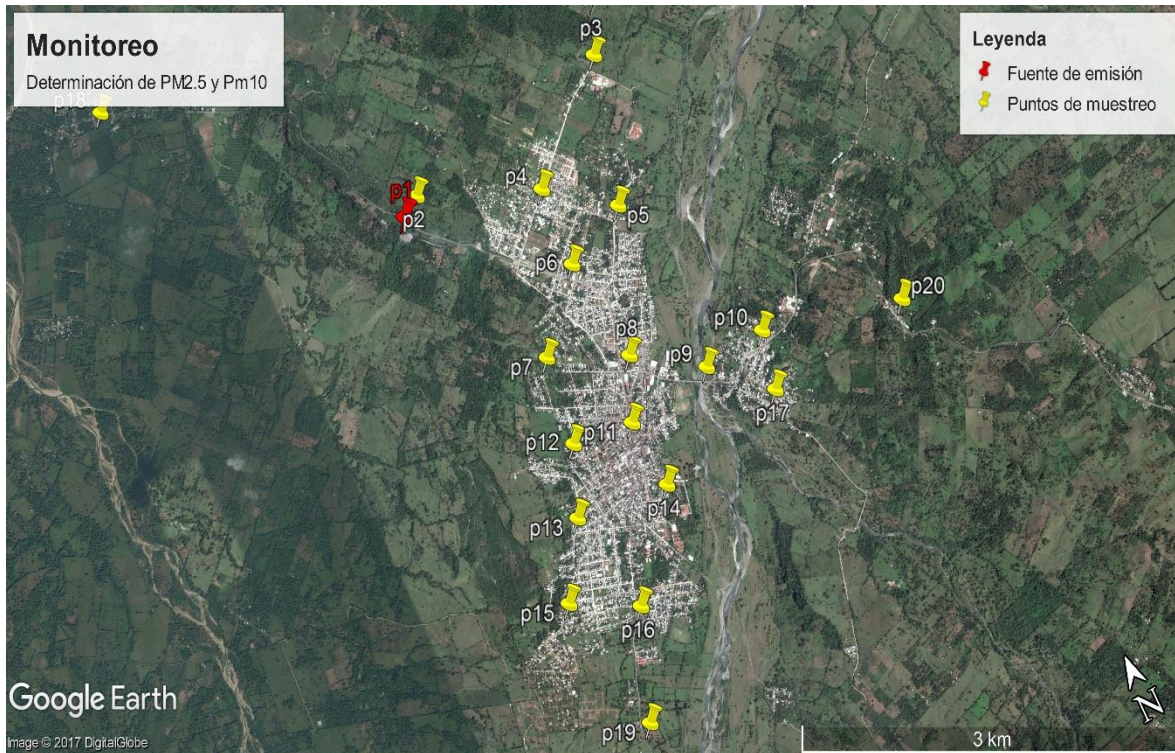 Monitoreo
Determinación de PM2.5 y Pm10
Leyenda
Fuente de emisión
Puntos de muestreo
p3
p18
p1
p2
p4
p5
p6
p20
p10
p8
p9
p7
p17
p11
p12
p14
p13
p15
p16
p19
N
3 km
Google Earth
Image © 2017 DigitalGlobe